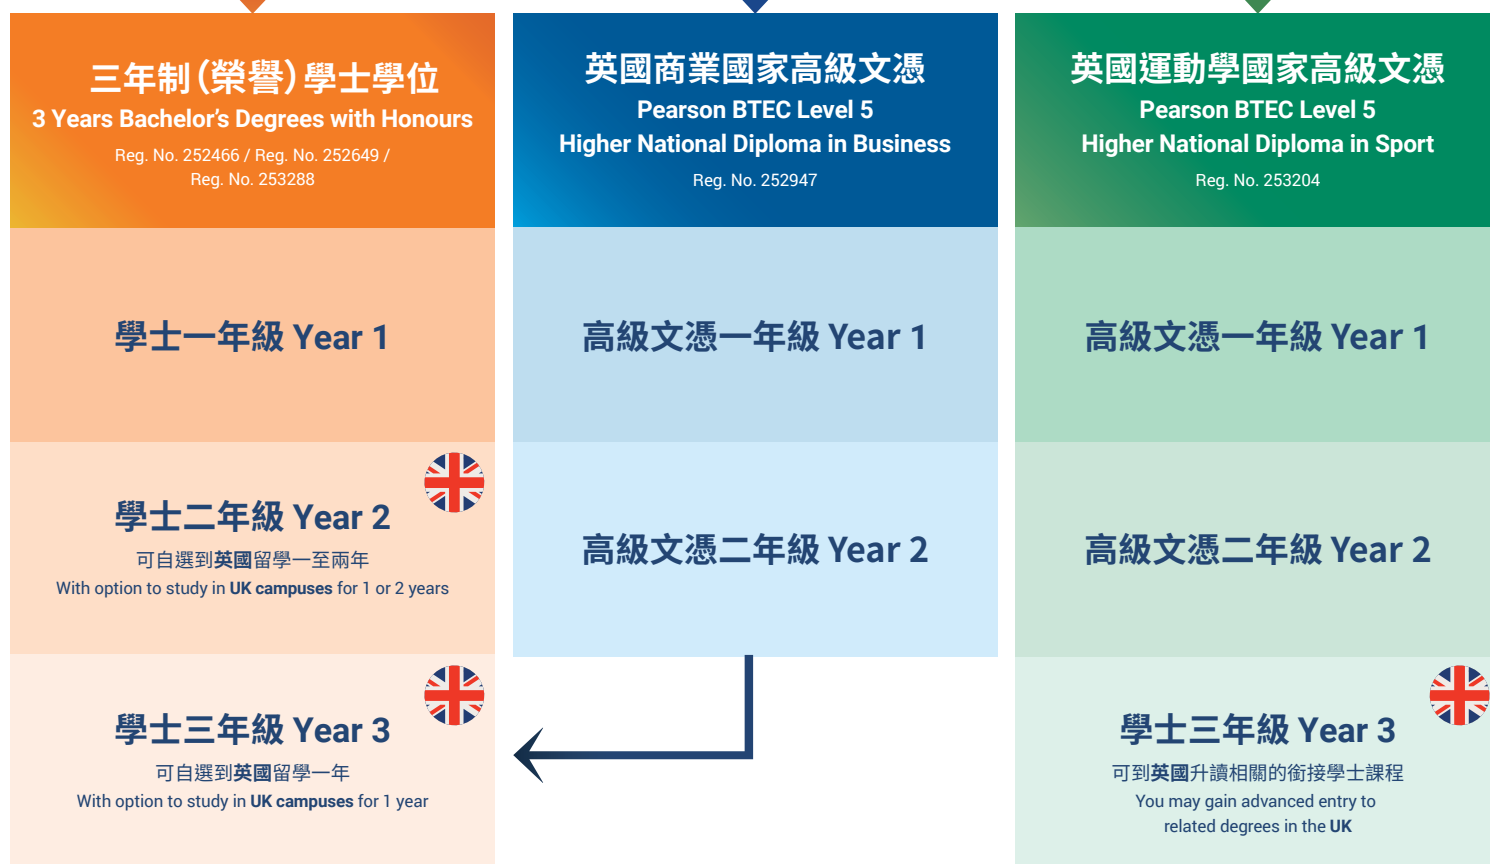 三年制(榮譽)學士學位
3 Years Bachelor's Degrees with Honours
Reg. No. 252466 / Reg. No. 252649 /
Reg. No. 253288
學士一年級 Year 1
學士二年級 Year 2
可自選到英國留學一至兩年
With option to study in UK campuses for 1 or 2 years
學士三年級 Year 3
可自選到英國留學一年
With option to study in UK campuses for 1 year
英國商業國家高級文憑
Pearson BTEC Level 5
Higher National Diploma in Business
Reg. No. 252947
高級文憑一年級 Year 1
高級文憑二年級 Year 2
英國運動學國家高級文憑
Pearson BTEC Level 5
Higher National Diploma in Sport
Reg. No. 253204
高級文憑一年級 Year 1
高級文憑二年級 Year 2
學士三年級 Year 3
可到英國升讀相關的銜接學士課程
You may gain advanced entry to
related degrees in the UK